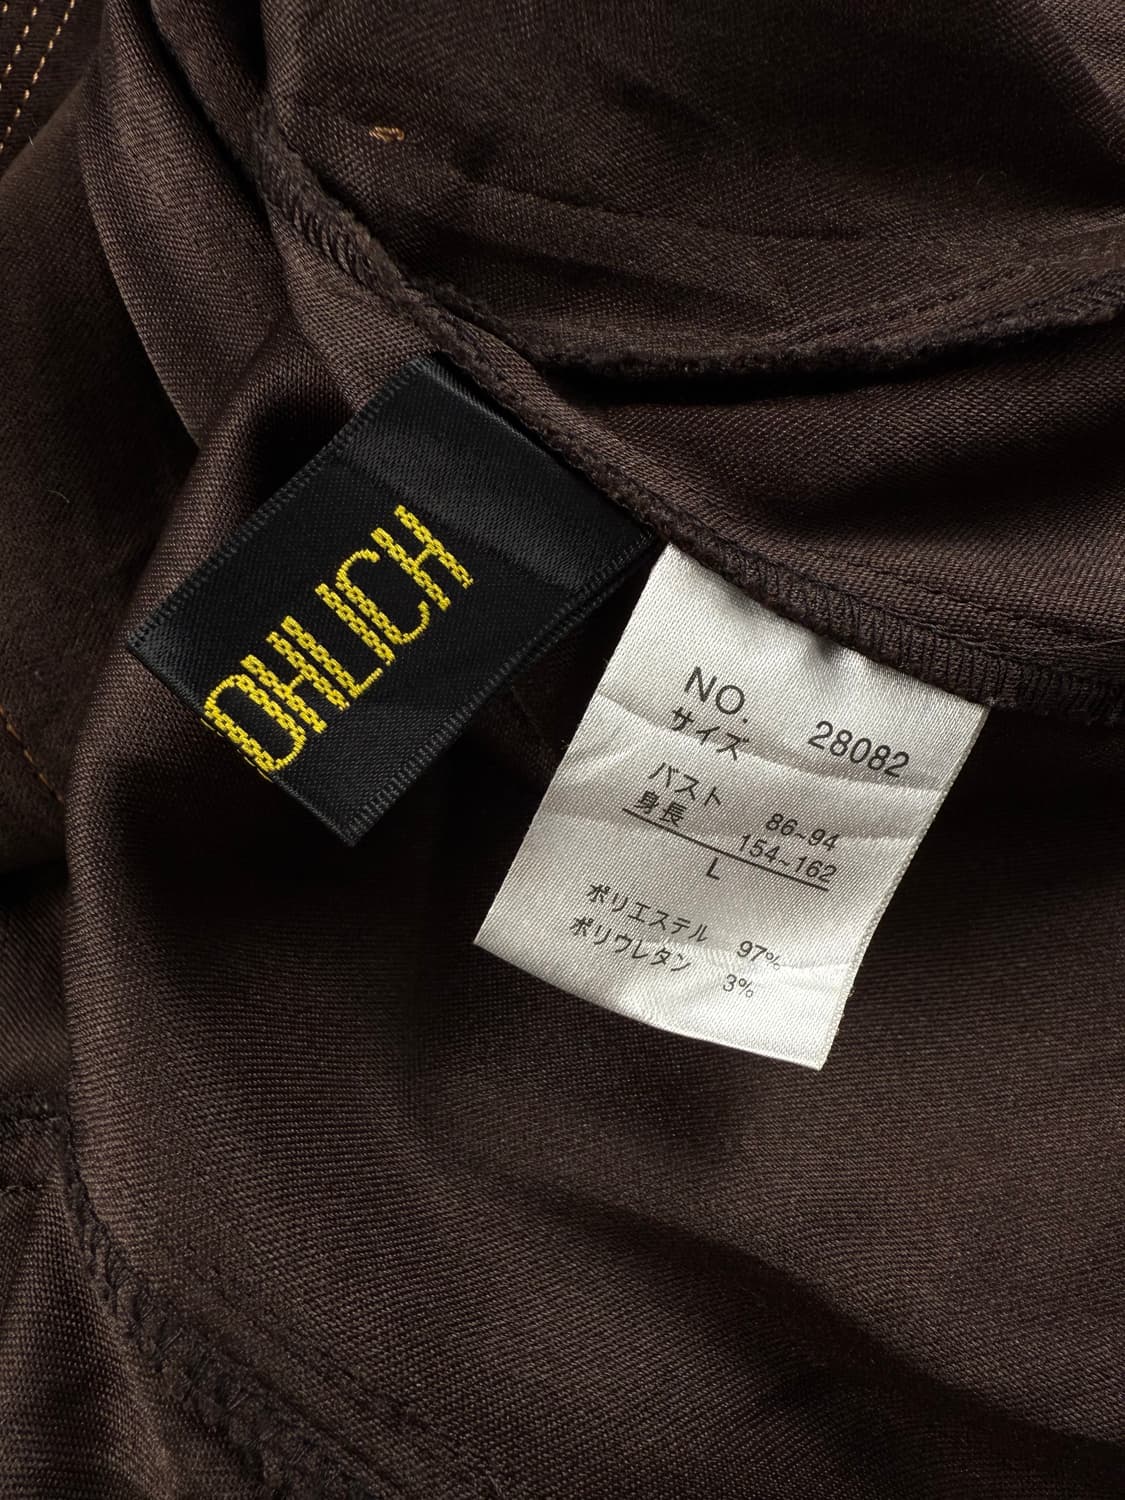 OHLICH
NO. 28082
サイズ
バスト 86~94
身長 154~162
L
ポリエステル 97%
ポリウレタン 3%